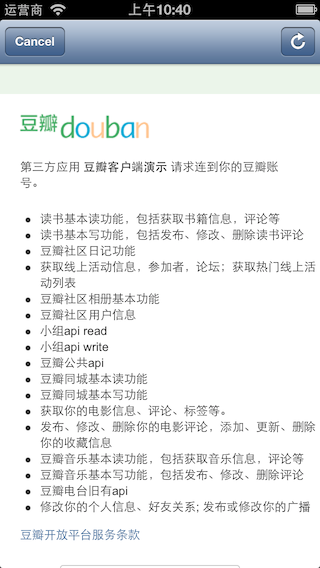 运营商 上午10:40
Cancel
豆瓣 douban
第三方应用 豆瓣客户端演示 请求连到你的豆瓣账
号。
• 读书基本读功能，包括获取书籍信息，评论等
• 读书基本写功能，包括发布、修改、删除读书评论
• 豆瓣社区日记功能
• 获取线上活动信息，参加者，论坛；获取热门线上活
动列表
• 豆瓣社区相册基本功能
• 豆瓣社区用户信息
• 小组api read
• 小组api write
• 豆瓣公共api
• 豆瓣同城基本读功能
• 豆瓣同城基本写功能
• 获取你的电影信息、评论、标签等。
• 发布、修改、删除你的电影评论，添加、更新、删除
你的收藏信息
• 豆瓣音乐基本读功能，包括获取音乐信息，评论等
• 豆瓣音乐基本写功能，包括发布、修改、删除评论
• 豆瓣电台旧有api
• 修改你的个人信息、好友关系; 发布或修改你的广播
豆瓣开放平台服务条款